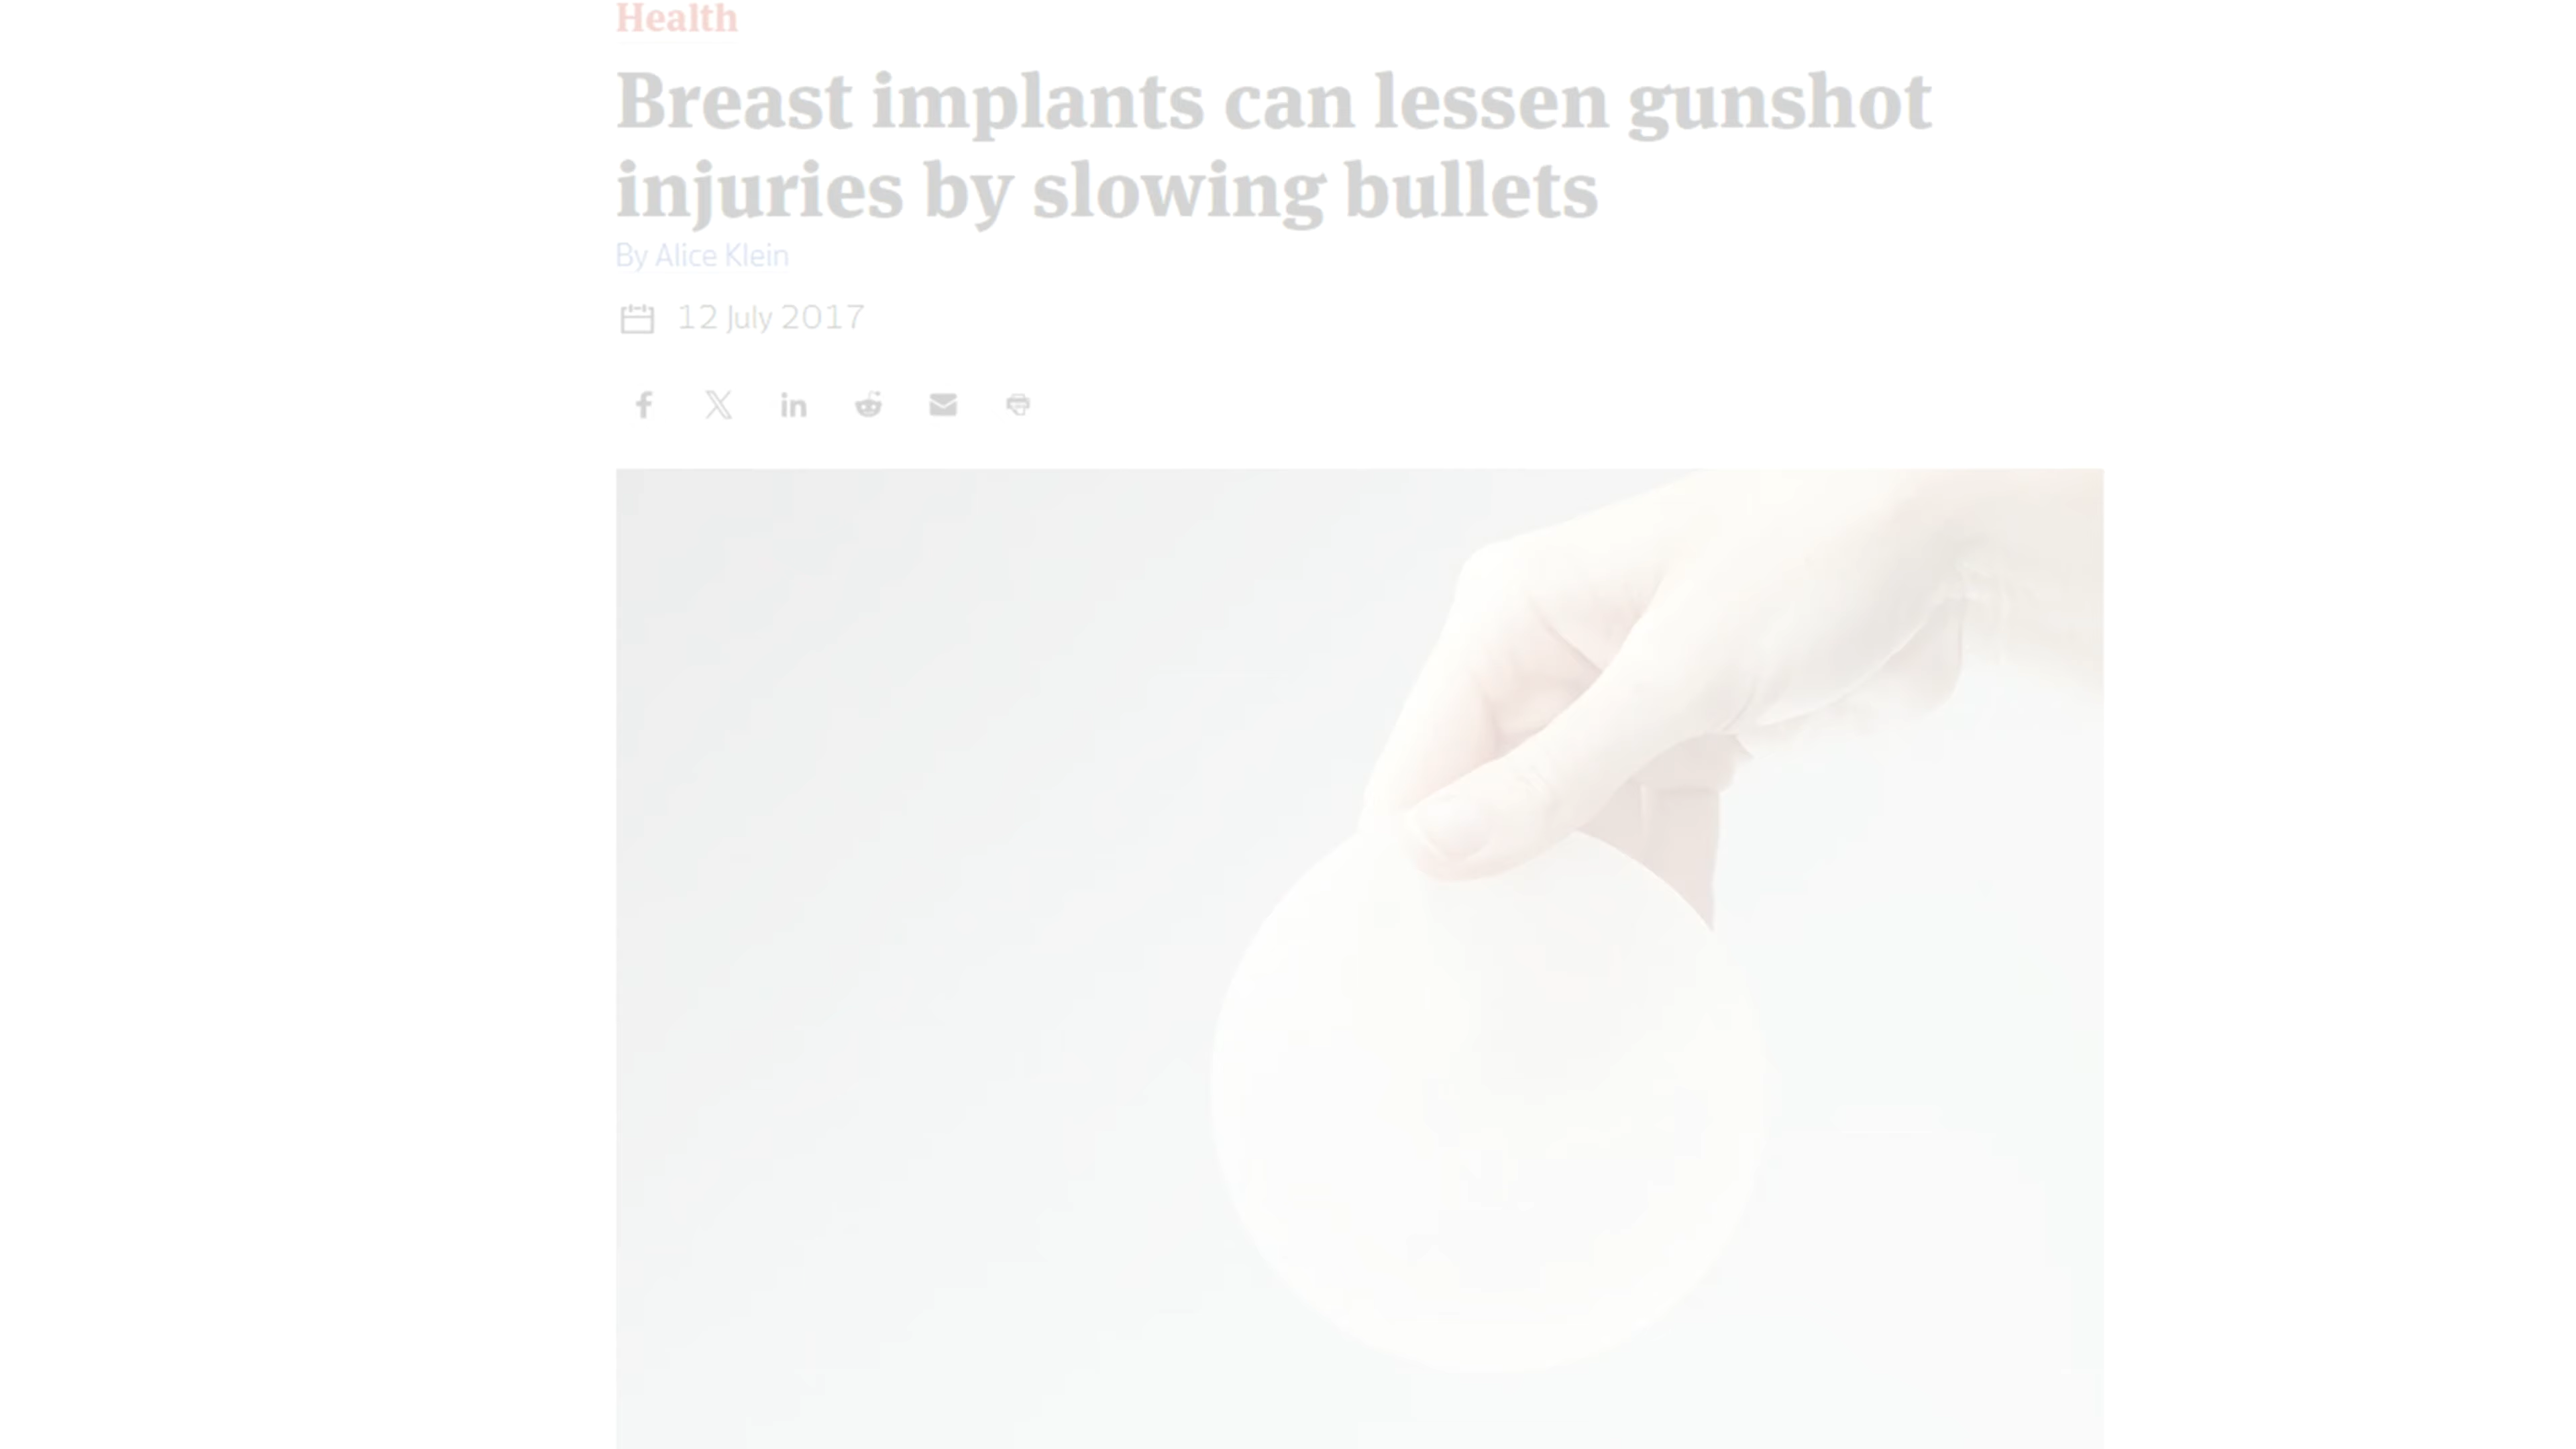 Health
Breast implants can lessen gunshot
injuries by slowing bullets
By Alice Klein
12 July 2017